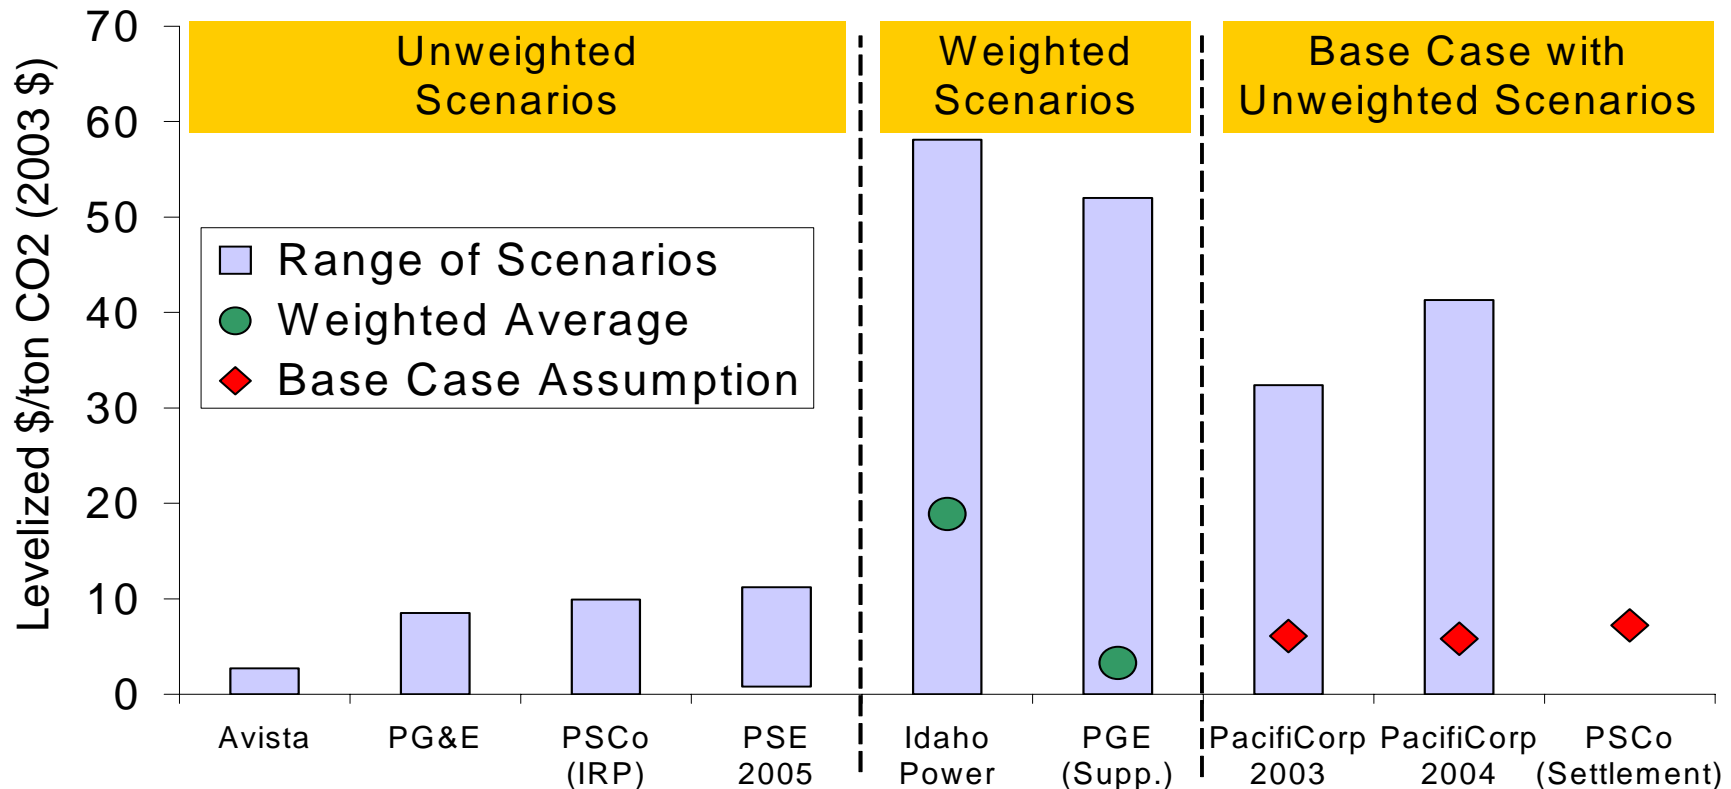 Levelized $/ton CO2 (2003 $)
70
60
50
40
30
20
10
0
Unweighted
Scenarios
Weighted
Scenarios
Base Case with
Unweighted Scenarios
Range of Scenarios
Weighted Average
Base Case Assumption
Avista
PG&E
PSCo
(IRP)
PSE
2005
Idaho
Power
PGE
(Supp.)
PacifiCorp
2003
PacifiCorp
2004
PSCo
(Settlement)